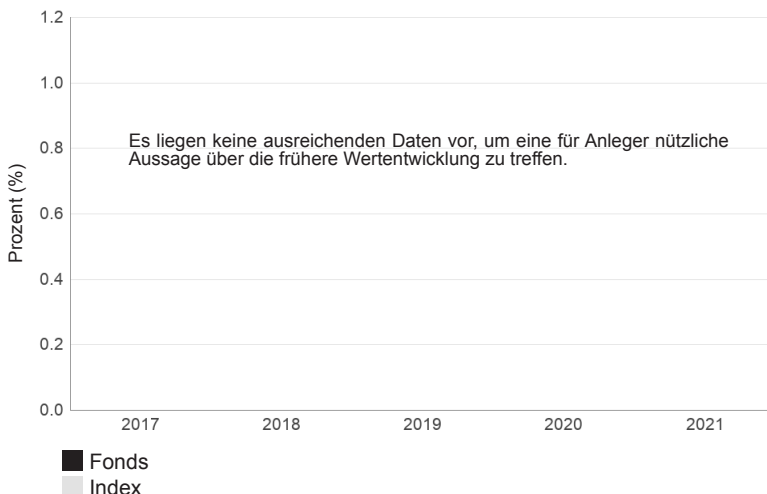 1.2
1.0
Es liegen keine ausreichenden Daten vor, um eine für Anleger nützliche
0.8
Aussage über die frühere Wertentwicklung zu treffen.
Prozent (%)
0.6
0.4
0.2
0.0
2017 2018 2019 2020 2021
Fonds
Index